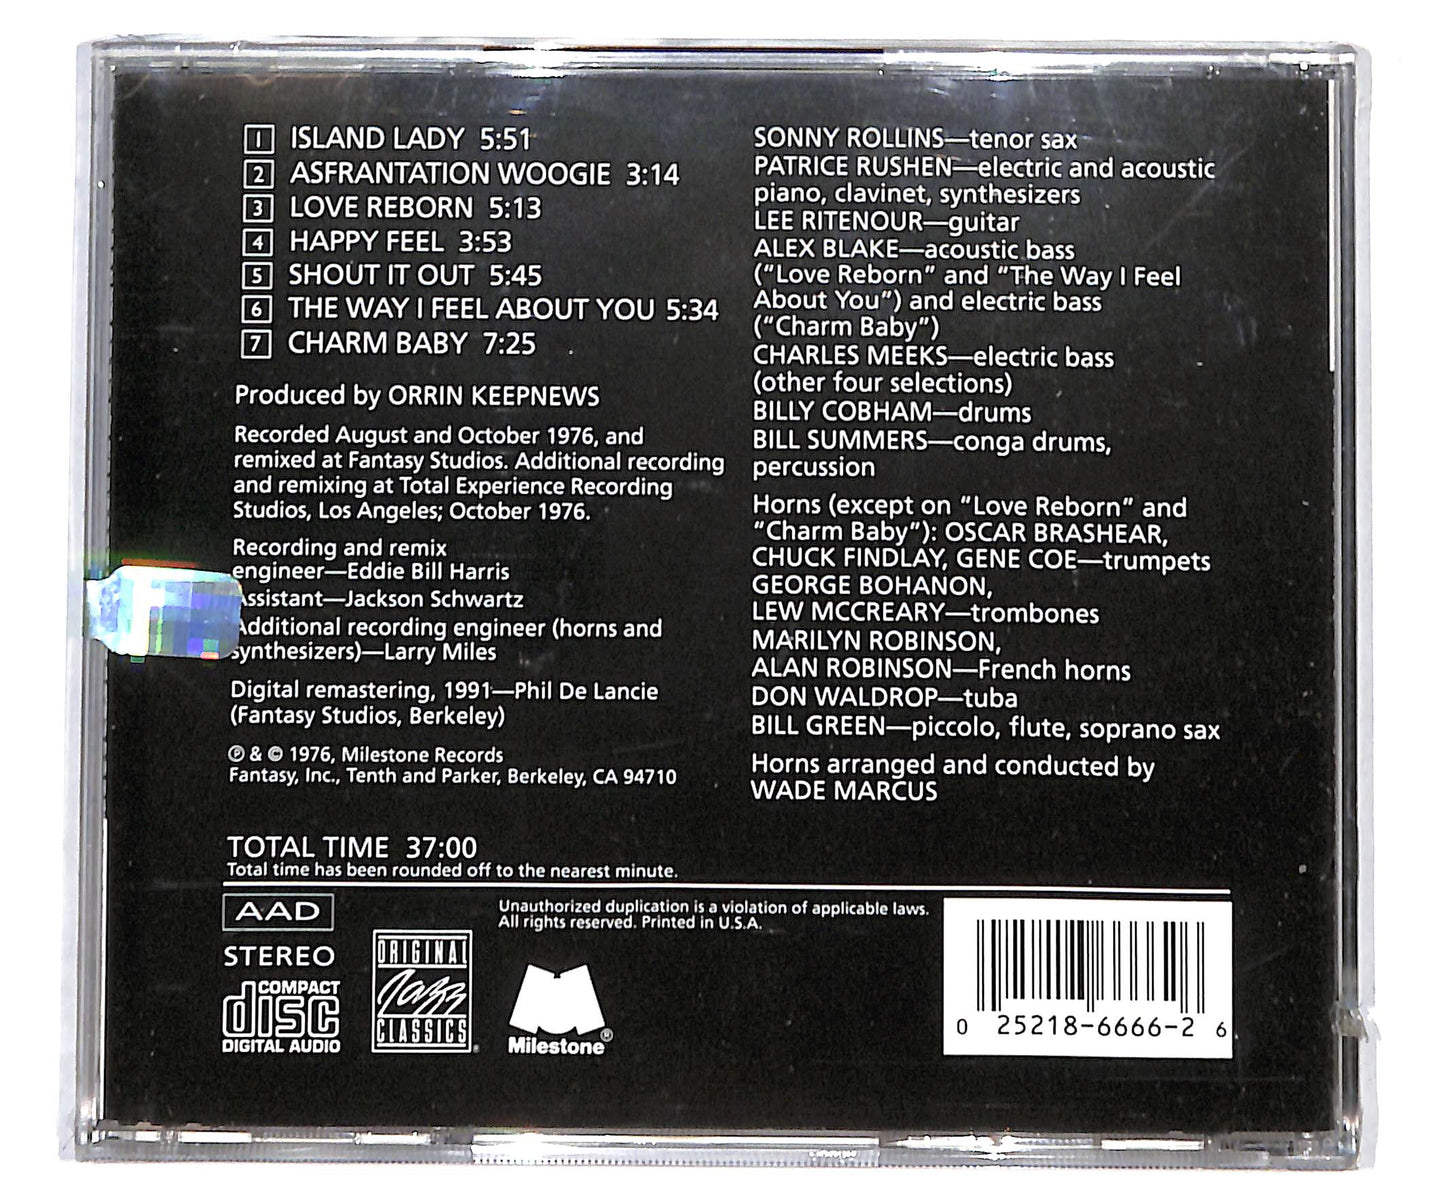 1 ISLAND LADY 5:51
2 ASFRANTATION WOOGIE 3:14
3 LOVE REBORN 5:13
4 HAPPY FEEL 3:53
5 SHOUT IT OUT 5:45
6 THE WAY I FEEL ABOUT YOU 5:34
7 CHARM BABY 7:25
Produced by ORRIN KEEPNEWS
Recorded August and October 1976, and
remixed at Fantasy Studios. Additional recording
and remixing at Total Experience Recording
Studios, Los Angeles; October 1976.
Recording and remix
engineer—Eddie Bill Harris
Assistant—Jackson Schwartz
Additional recording engineer (horns and
synthesizers)—Larry Miles
Digital remastering, 1991—Phil De Lancie
(Fantasy Studios, Berkeley)
℗ & © 1976, Milestone Records
Fantasy, Inc., Tenth and Parker, Berkeley, CA 94710
SONNY ROLLINS—tenor sax
PATRICE RUSHEN—electric and acoustic
piano, clavinet, synthesizers
LEE RITENOUR—guitar
ALEX BLAKE—acoustic bass
("Love Reborn" and "The Way I Feel
About You") and electric bass
("Charm Baby")
CHARLES MEEKS—electric bass
(other four selections)
BILLY COBHAM—drums
BILL SUMMERS—conga drums,
percussion
Horns (except on "Love Reborn" and
"Charm Baby"): OSCAR BRASHEAR,
CHUCK FINDLAY, GENE COE—trumpets
GEORGE BOHANON,
LEW MCCREARY—trombones
MARILYN ROBINSON,
ALAN ROBINSON—French horns
DON WALDROP—tuba
BILL GREEN—piccolo, flute, soprano sax
Horns arranged and conducted by
WADE MARCUS
TOTAL TIME 37:00
Total time has been rounded off to the nearest minute.
AAD
STEREO
COMPACT
disc
DIGITAL AUDIO
ORIGINAL
Jazz
CLASSICS®
Milestone®
Unauthorized duplication is a violation of applicable laws.
All rights reserved. Printed in U.S.A.
0 25218-6666-2 6